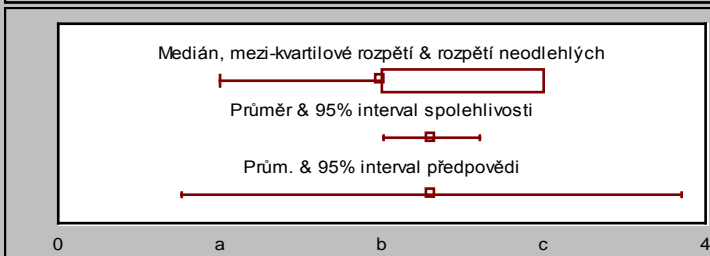 Medián, mezi-kvartilové rozpětí & rozpětí neodlehlých
Průměr & 95% interval spolehlivosti
Prům. & 95% interval předpovědi
0 a b c 4